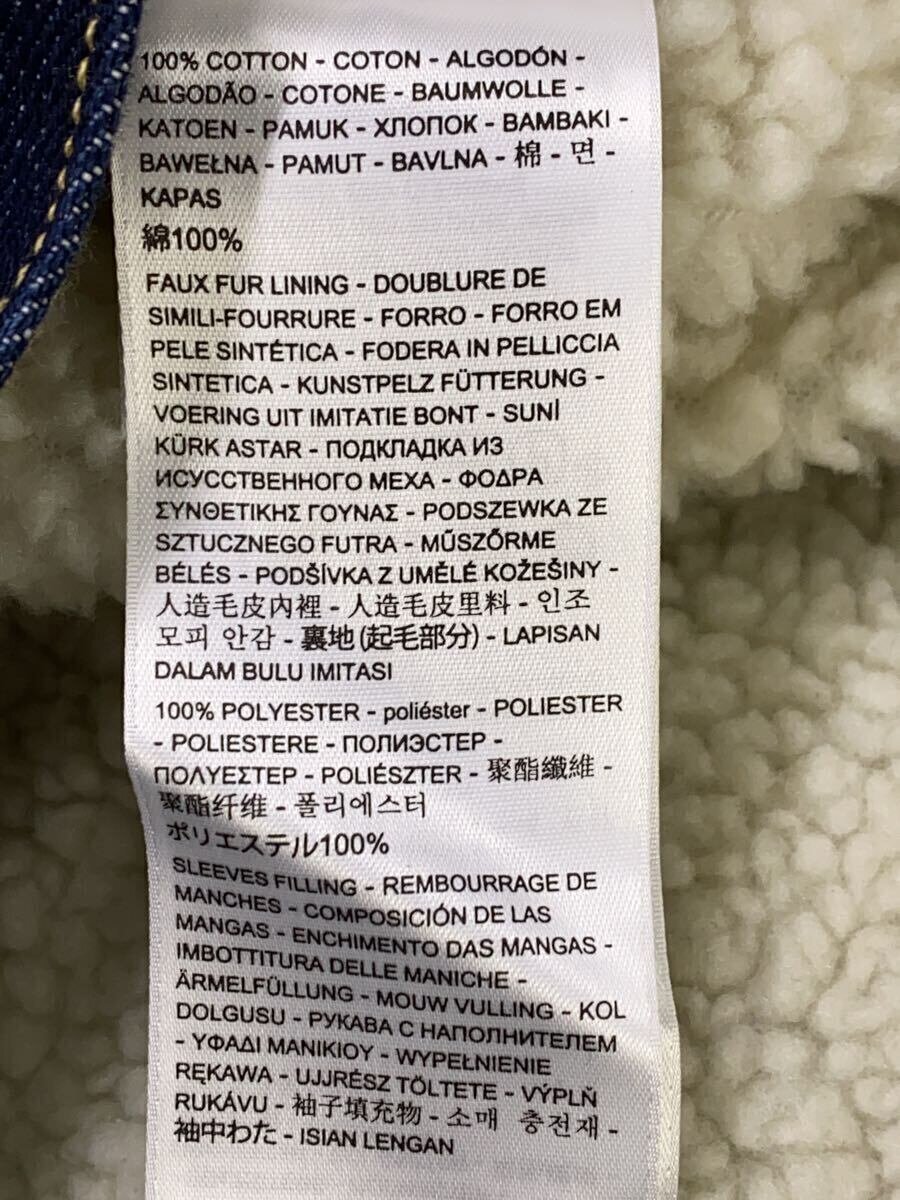 100% COTTON - COTON - ALGODÓN -
ALGODÃO - COTONE - BAUMWOLLE -
KATOEN - PAMUK - ХЛОПОК - BAMBAKI -
BAWEŁNA - PAMUT - BAVLNA - 棉 - 면 -
KAPAS
綿100%
FAUX FUR LINING - DOUBLURE DE
SIMILI-FOURRURE - FORRO - FORRO EM
PELE SINTÉTICA - FODERA IN PELLICCIA
SINTETICA - KUNSTPELZ FÜTTERUNG -
VOERING UIT IMITATIE BONT - SUNİ
KÜRK ASTAR - ПОДКЛАДКА ИЗ
ИСУССТВЕННОГО МЕХА - ΦΟΔΡΑ
ΣΥΝΘΕΤΙΚΗΣ ΓΟΥΝΑΣ - PODSZEWKA ZE
SZTUCZNEGO FUTRA - MŰSZŐRME
BÉLÉS - PODŠÍVKA Z UMĚLÉ KOŽEŠINY -
人造毛皮內裡 - 人造毛皮里料 - 인조
모피 안감 - 裏地(起毛部分) - LAPISAN
DALAM BULU IMITASI
100% POLYESTER - poliéster - POLIESTER
- POLIESTERE - ПОЛИЭСТЕР -
ΠΟΛΥΕΣΤΕΡ - POLIÉSZTER - 聚酯纖維 -
聚酯纤维 - 폴리에스터
ポリエステル100%
SLEEVES FILLING - REMBOURRAGE DE
MANCHES - COMPOSICIÓN DE LAS
MANGAS - ENCHIMENTO DAS MANGAS -
IMBOTTITURA DELLE MANICHE -
ÄRMELFÜLLUNG - MOUW VULLING - KOL
DOLGUSU - РУКАВА С НАПОЛНИТЕЛЕМ
- ΥΦΑΔΙ ΜΑΝΙΚΙΟΥ - WYPEŁNIENIE
RĘKAWA - UJJRÉSZ TÖLTETE - VÝPLŇ
RUKÁVU - 袖子填充物 - 소매 충전재 -
袖中わた - ISIAN LENGAN